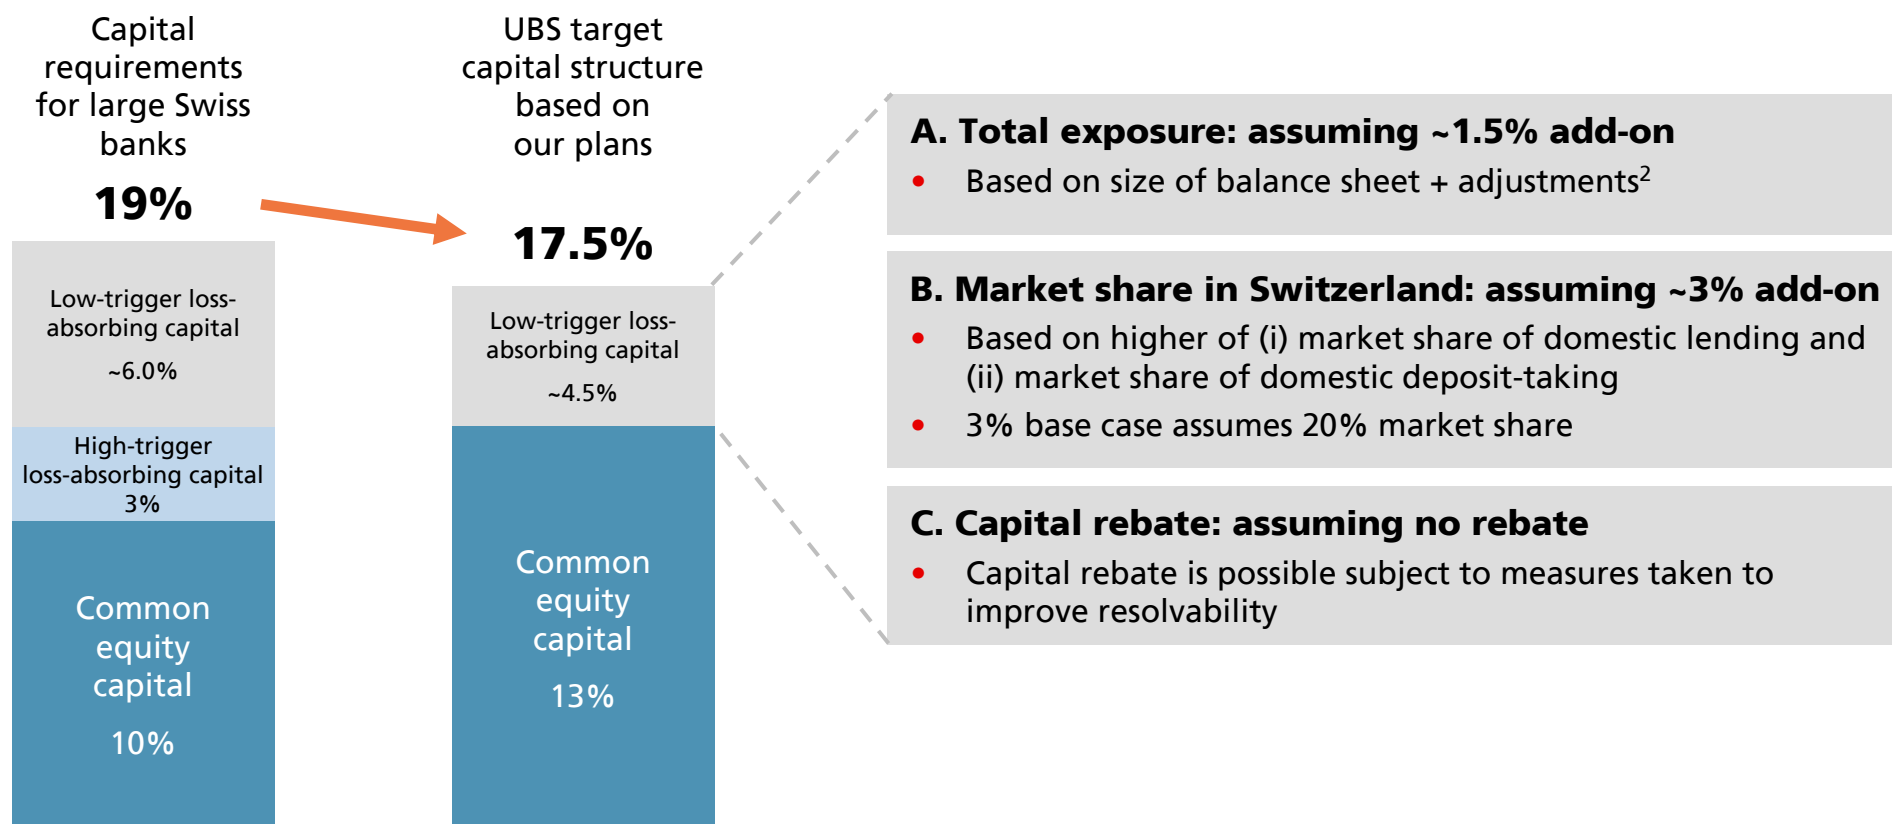 Capital
requirements
for large Swiss
banks
19%
Low-trigger loss-
absorbing capital
~6.0%
High-trigger
loss-absorbing capital
3%
Common
equity
capital
10%
UBS target
capital structure
based on
our plans
17.5%
Low-trigger loss-
absorbing capital
~4.5%
Common
equity
capital
13%
A. Total exposure: assuming ~1.5% add-on
• Based on size of balance sheet + adjustments²
B. Market share in Switzerland: assuming ~3% add-on
• Based on higher of (i) market share of domestic lending and
(ii) market share of domestic deposit-taking
• 3% base case assumes 20% market share
C. Capital rebate: assuming no rebate
• Capital rebate is possible subject to measures taken to
improve resolvability